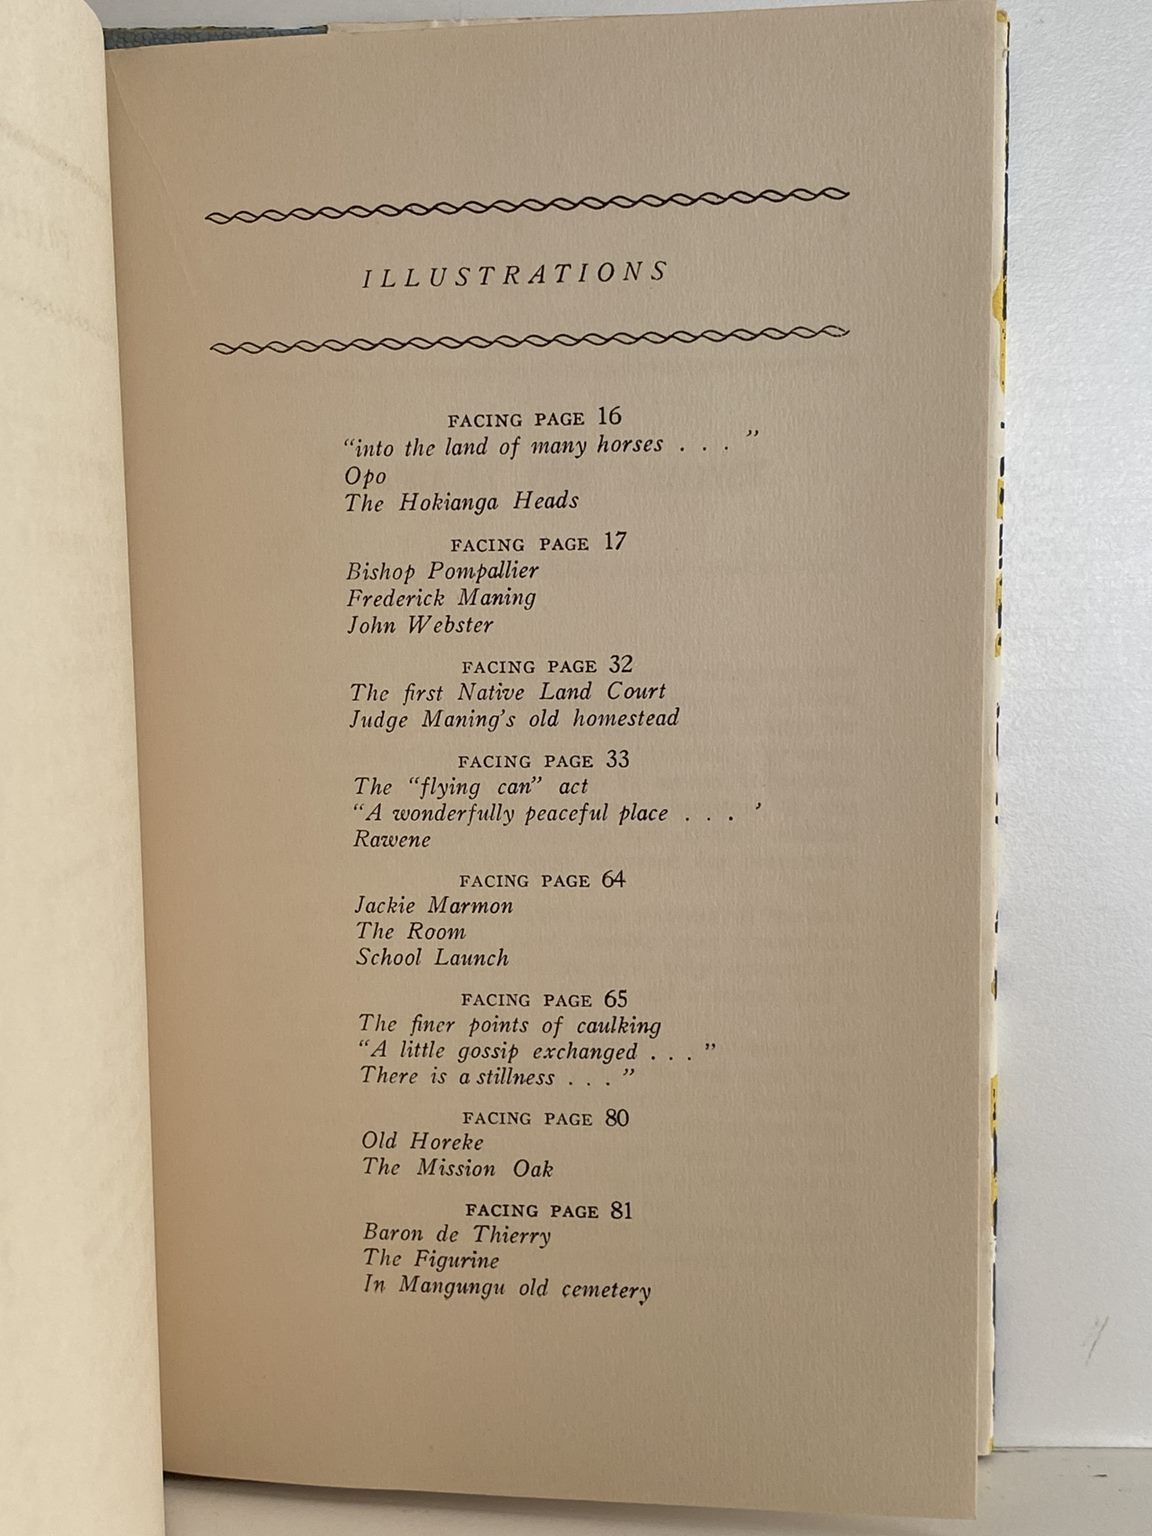 ILLUSTRATIONS
FACING PAGE 16
“into the land of many horses . . . ”
Opo
The Hokianga Heads
FACING PAGE 17
Bishop Pompallier
Frederick Maning
John Webster
FACING PAGE 32
The first Native Land Court
Judge Maning's old homestead
FACING PAGE 33
The “flying can” act
“A wonderfully peaceful place . . . ’
Rawene
FACING PAGE 64
Jackie Marmon
The Room
School Launch
FACING PAGE 65
The finer points of caulking
“A little gossip exchanged . . . ”
There is a stillness . . . ”
FACING PAGE 80
Old Horeke
The Mission Oak
FACING PAGE 81
Baron de Thierry
The Figurine
In Mangungu old cemetery